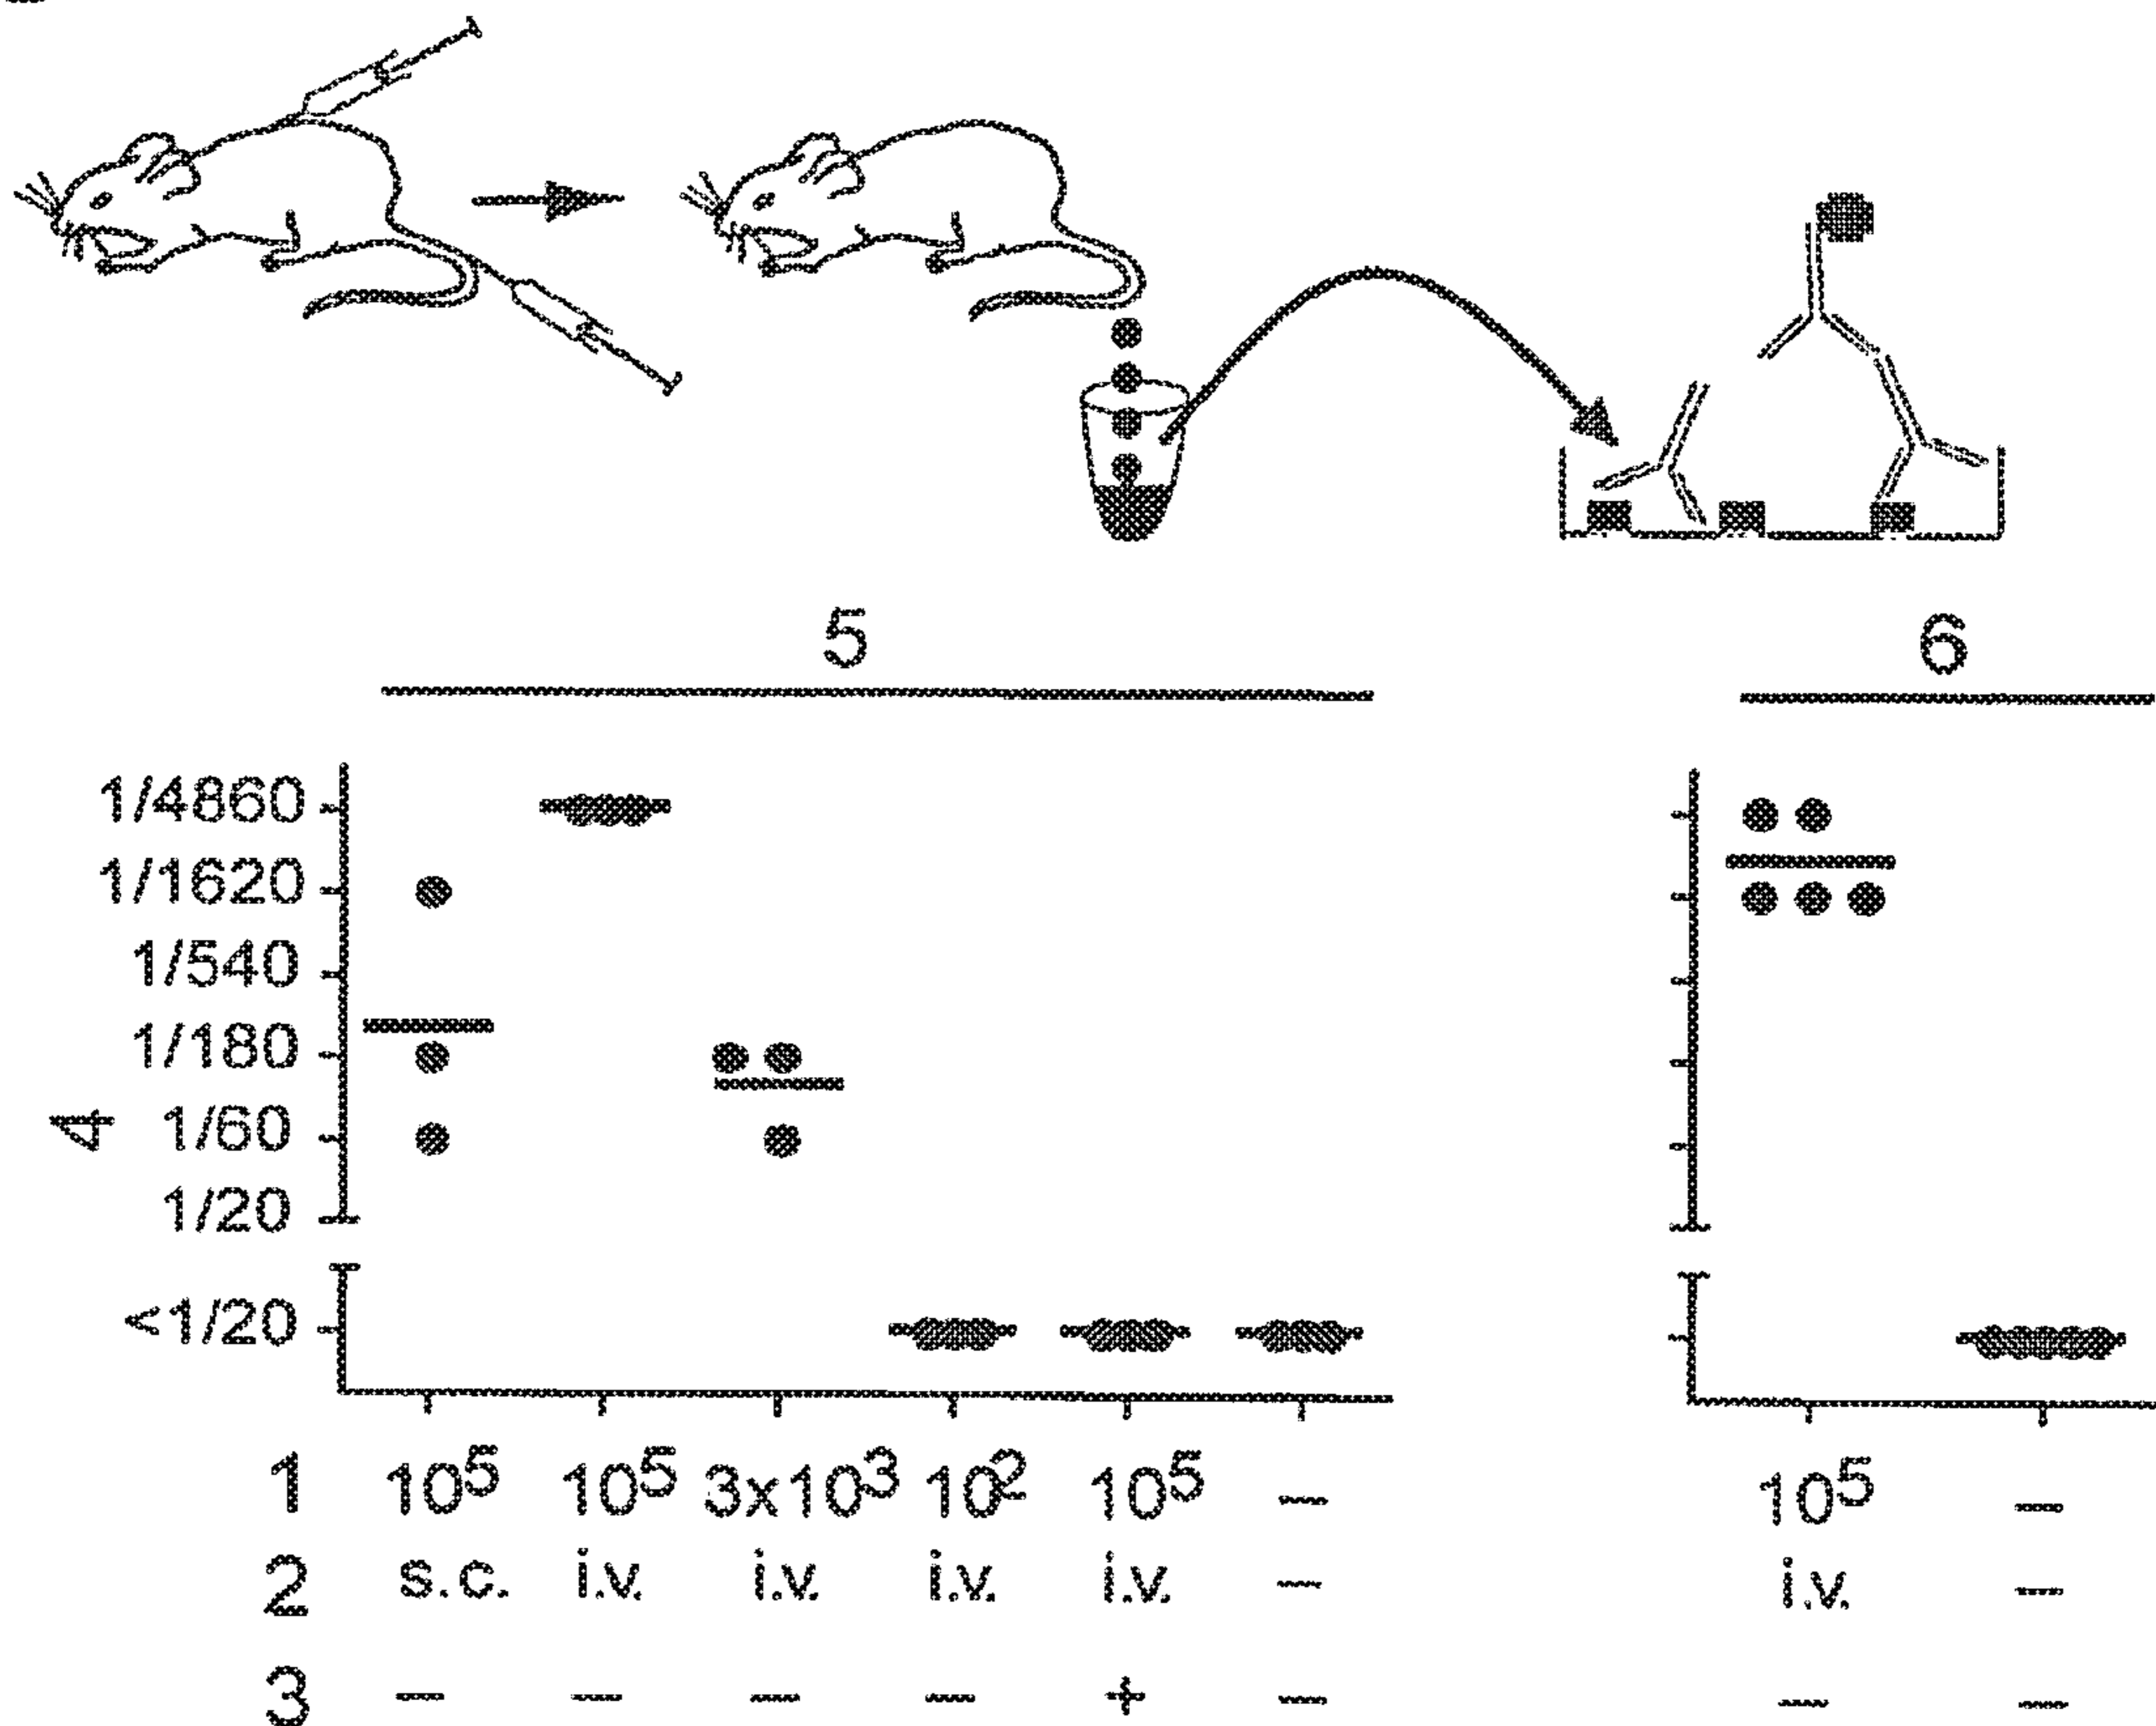 5 6
1/4860
1/1620
1/540
1/180
4 1/60
1/20
<1/20
1 10⁵ 10⁵ 3x10³ 10² 10⁵ – 10⁵ –
2 s.c. i.v. i.v. i.v. i.v. – i.v. –
3 – – – – + – – –